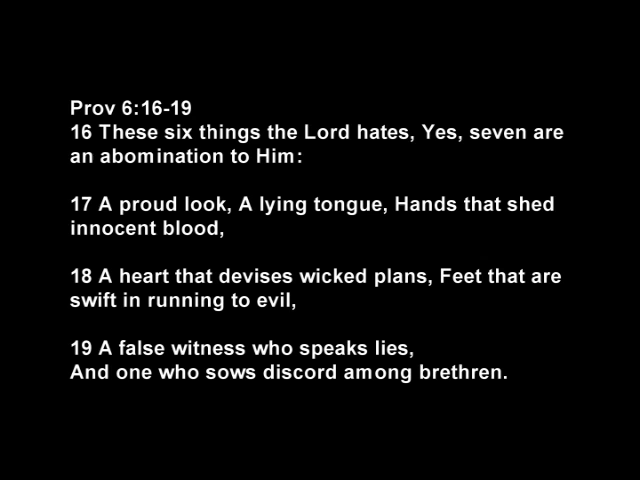 Prov 6:16-19
16 These six things the Lord hates, Yes, seven are
an abomination to Him:
17 A proud look, A lying tongue, Hands that shed
innocent blood,
18 A heart that devises wicked plans, Feet that are
swift in running to evil,
19 A false witness who speaks lies,
And one who sows discord among brethren.